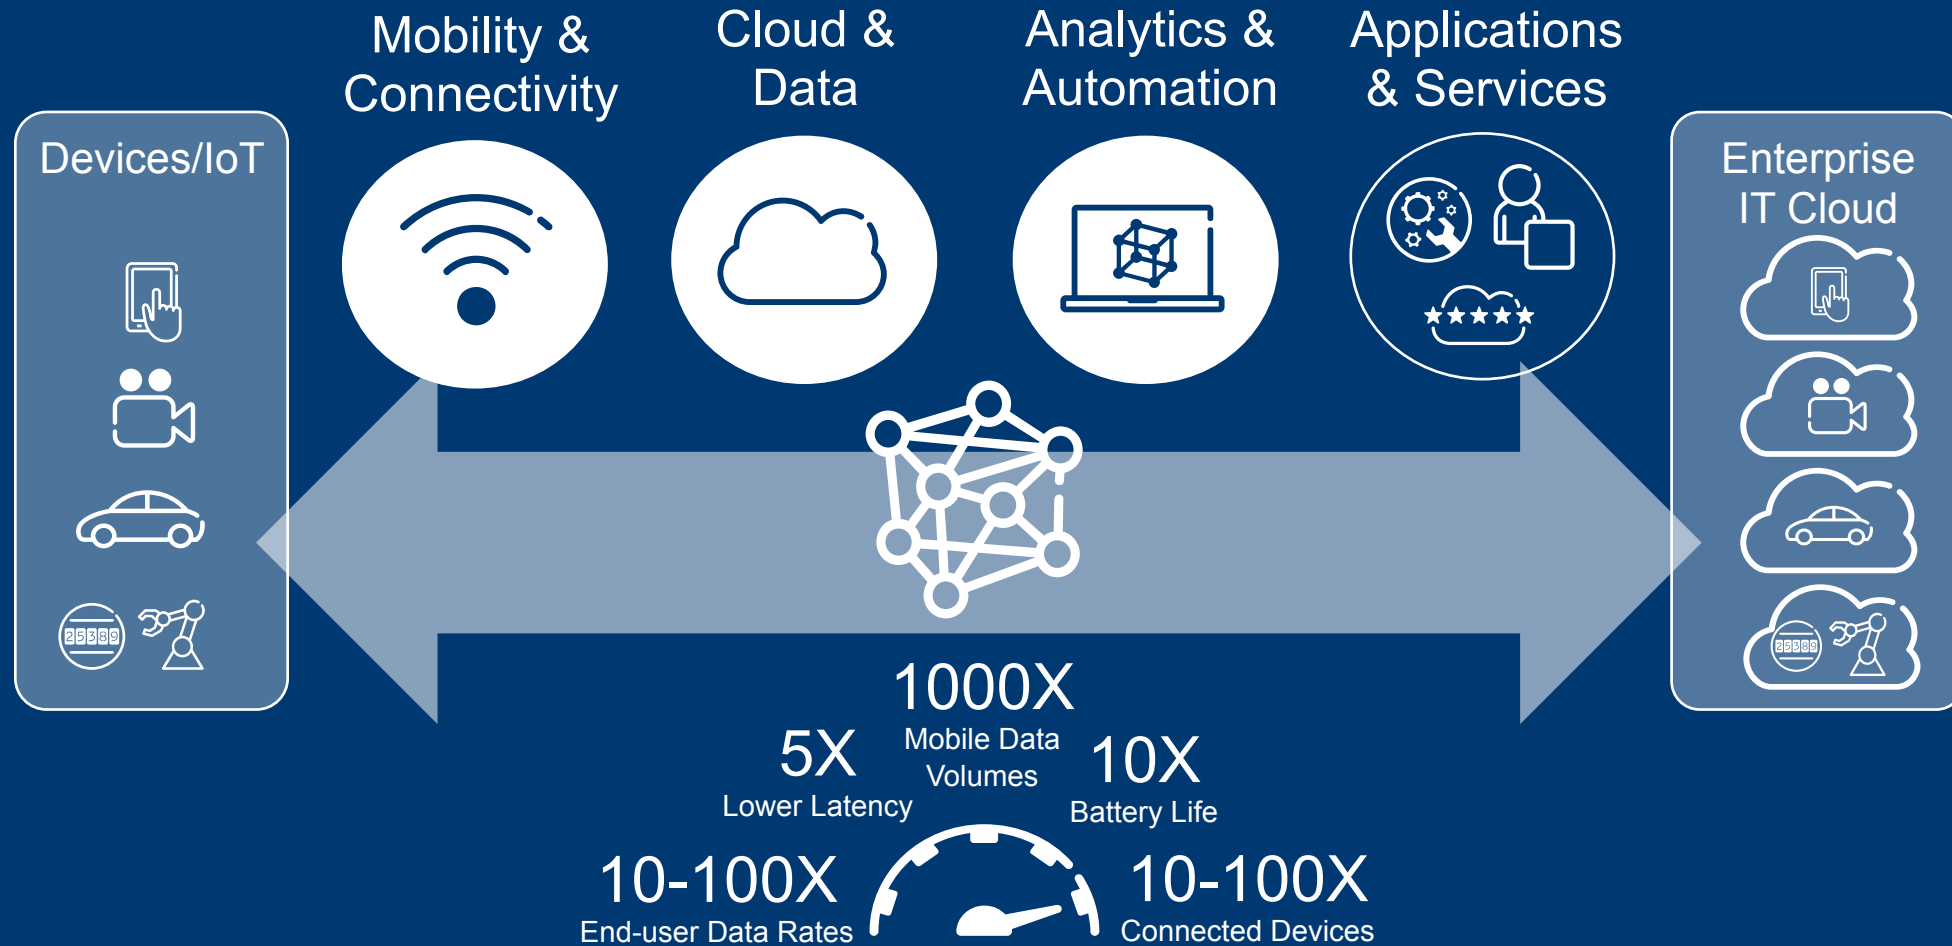 Mobility &
Connectivity
Cloud &
Data
Analytics &
Automation
Applications
& Services
Devices/IoT
25389
Enterprise
IT Cloud
25389
1000X
Mobile Data
Volumes
5X
Lower Latency
10X
Battery Life
10-100X
End-user Data Rates
10-100X
Connected Devices